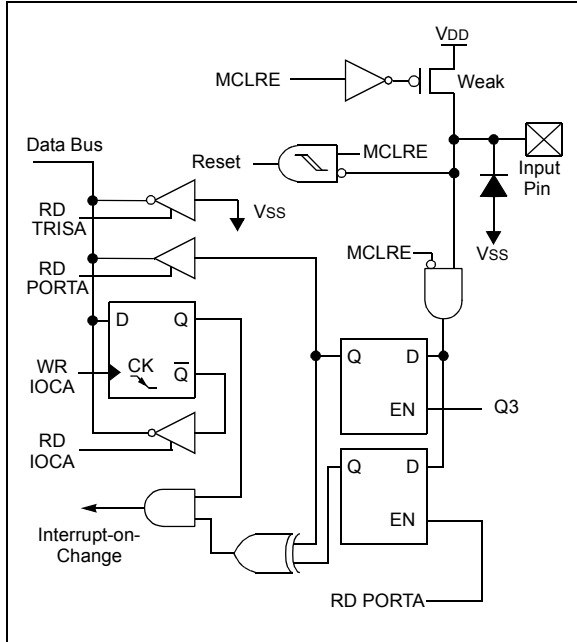 VDD
MCLRE
Weak
Data Bus
Reset
MCLRE
Input
Pin
VSS
RD
TRISA
VSS
MCLRE
RD
PORTA
D
Q
Q
D
WR
IOCA
CK
Q
EN
Q3
RD
IOCA
Q
D
EN
Interrupt-on-
Change
RD PORTA